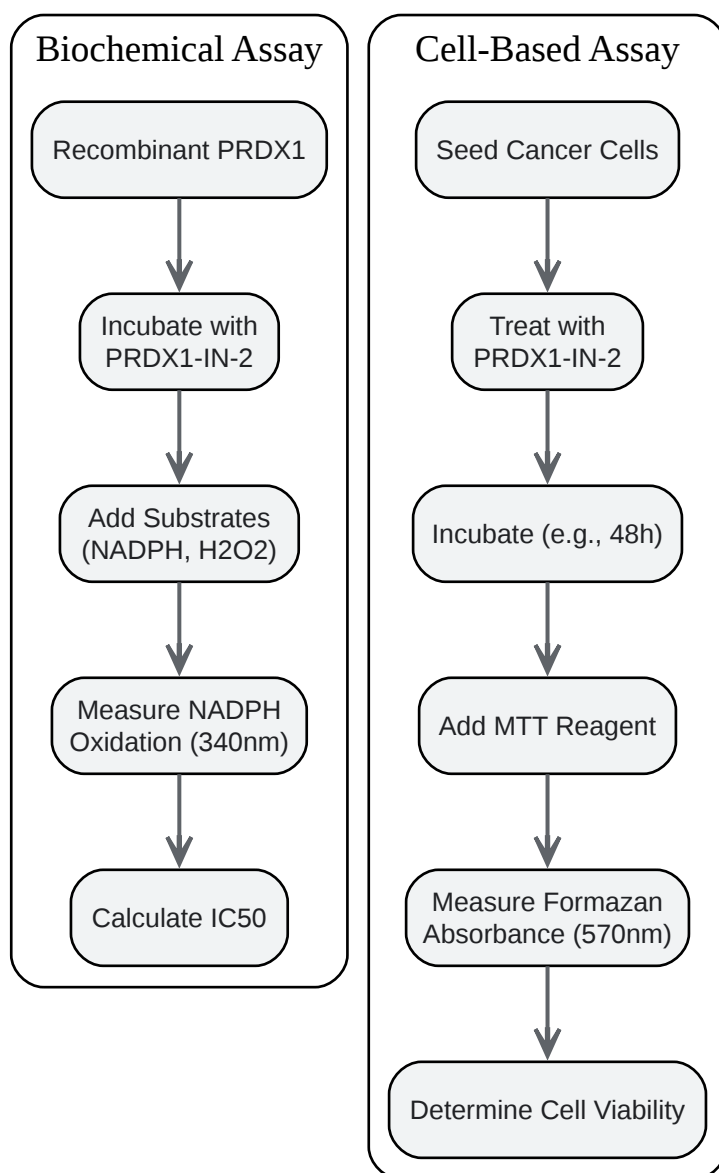 Biochemical Assay
Recombinant PRDX1
Incubate with
PRDX1-IN-2
Add Substrates
(NADPH, H2O2)
Measure NADPH
Oxidation (340nm)
Calculate IC50
Cell-Based Assay
Seed Cancer Cells
Treat with
PRDX1-IN-2
Incubate (e.g., 48h)
Add MTT Reagent
Measure Formazan
Absorbance (570nm)
Determine Cell Viability